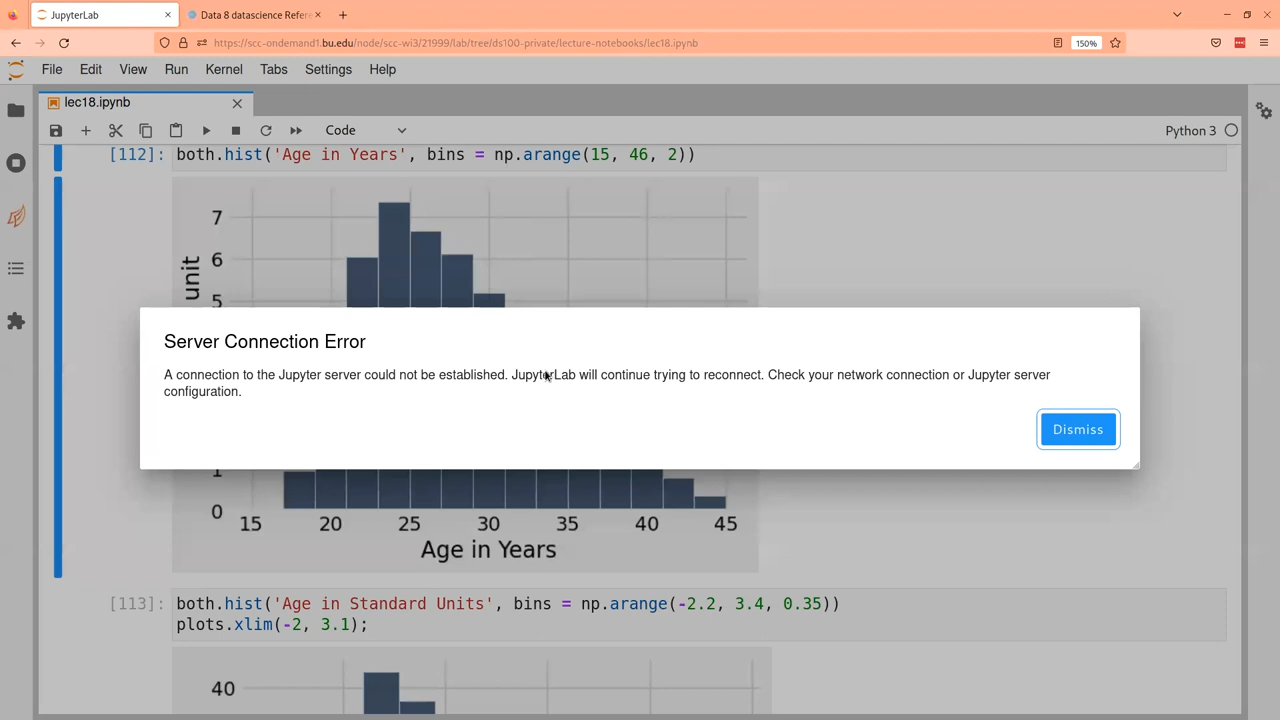 JupyterLab
Data 8 datascience Refere
https://scc-ondemand1.bu.edu/node/scc-wi3/21999/lab/tree/ds100-private/lecture-notebooks/lec18.ipynb
150%
File Edit View Run Kernel Tabs Settings Help
lec18.ipynb
Code
Python 3
[112]: both.hist('Age in Years', bins = np.arange(15, 46, 2))
7
6
5
unit
Server Connection Error
A connection to the Jupyter server could not be established. JupyterLab will continue trying to reconnect. Check your network connection or Jupyter server
configuration.
Dismiss
1
0
15 20 25 30 35 40 45
Age in Years
[113]: both.hist('Age in Standard Units', bins = np.arange(-2.2, 3.4, 0.35))
plots.xlim(-2, 3.1);
40